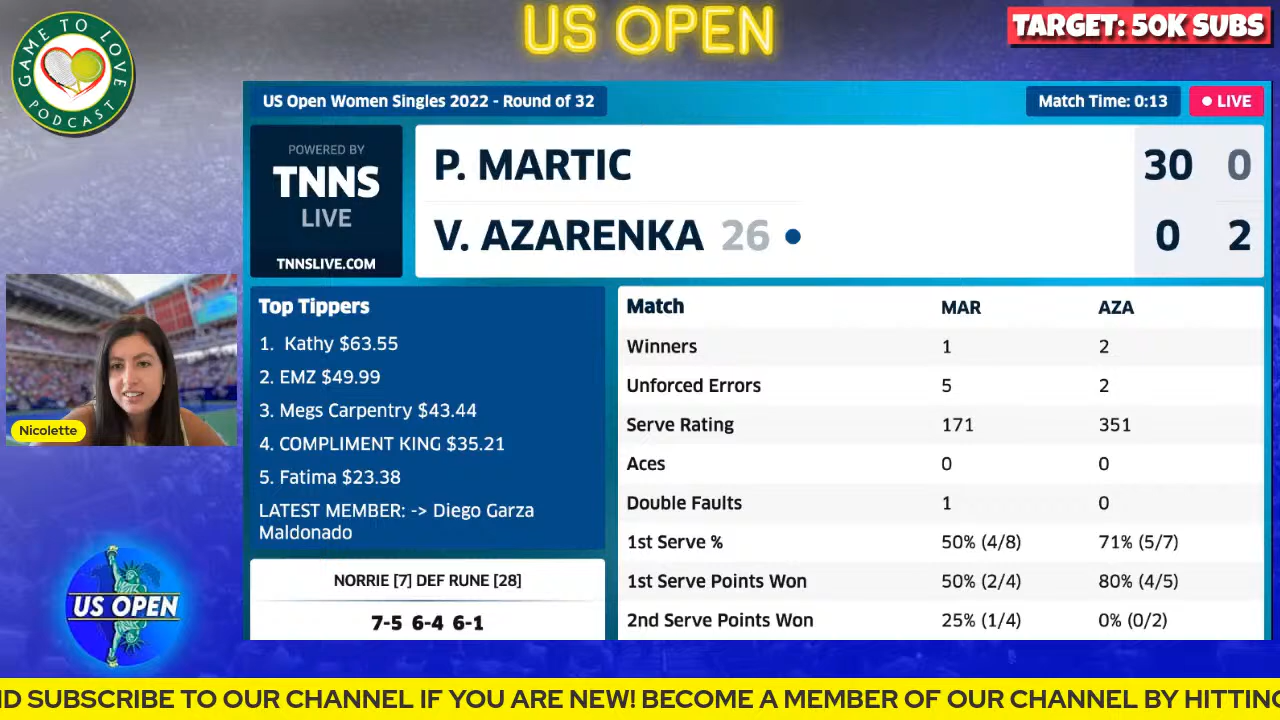 GAME TO LOVE
PODCAST
US OPEN
TARGET: 50K SUBS
US Open Women Singles 2022 - Round of 32
Match Time: 0:13
LIVE
POWERED BY
TNNS
LIVE
TNNSLIVE.COM
P. MARTIC 30 0
V. AZARENKA 26 0 2
Top Tippers
1. Kathy $63.55
2. EMZ $49.99
3. Megs Carpentry $43.44
4. COMPLIMENT KING $35.21
5. Fatima $23.38
LATEST MEMBER: -> Diego Garza
Maldonado
NORRIE [7] DEF RUNE [28]
7-5 6-4 6-1
Match MAR AZA
Winners 1 2
Unforced Errors 5 2
Serve Rating 171 351
Aces 0 0
Double Faults 1 0
1st Serve % 50% (4/8) 71% (5/7)
1st Serve Points Won 50% (2/4) 80% (4/5)
2nd Serve Points Won 25% (1/4) 0% (0/2)
Nicolette
US OPEN
ND SUBSCRIBE TO OUR CHANNEL IF YOU ARE NEW! BECOME A MEMBER OF OUR CHANNEL BY HITTING